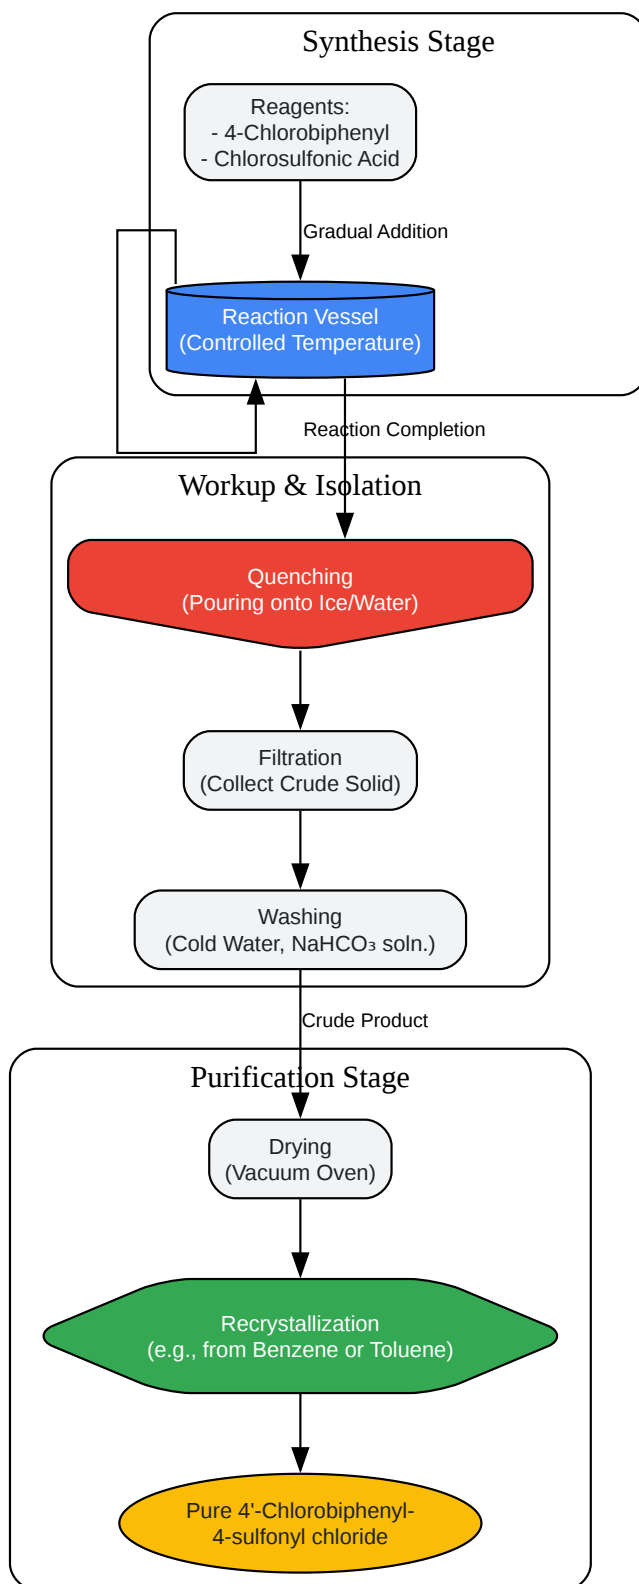 Synthesis Stage
Reagents:
- 4-Chlorobiphenyl
- Chlorosulfonic Acid
Gradual Addition
Reaction Vessel
(Controlled Temperature)
Reaction Completion
Workup & Isolation
Quenching
(Pouring onto Ice/Water)
Filtration
(Collect Crude Solid)
Washing
(Cold Water, NaHCO₃ soln.)
Crude Product
Purification Stage
Drying
(Vacuum Oven)
Recrystallization
(e.g., from Benzene or Toluene)
Pure 4'-Chlorobiphenyl-
4-sulfonyl chloride